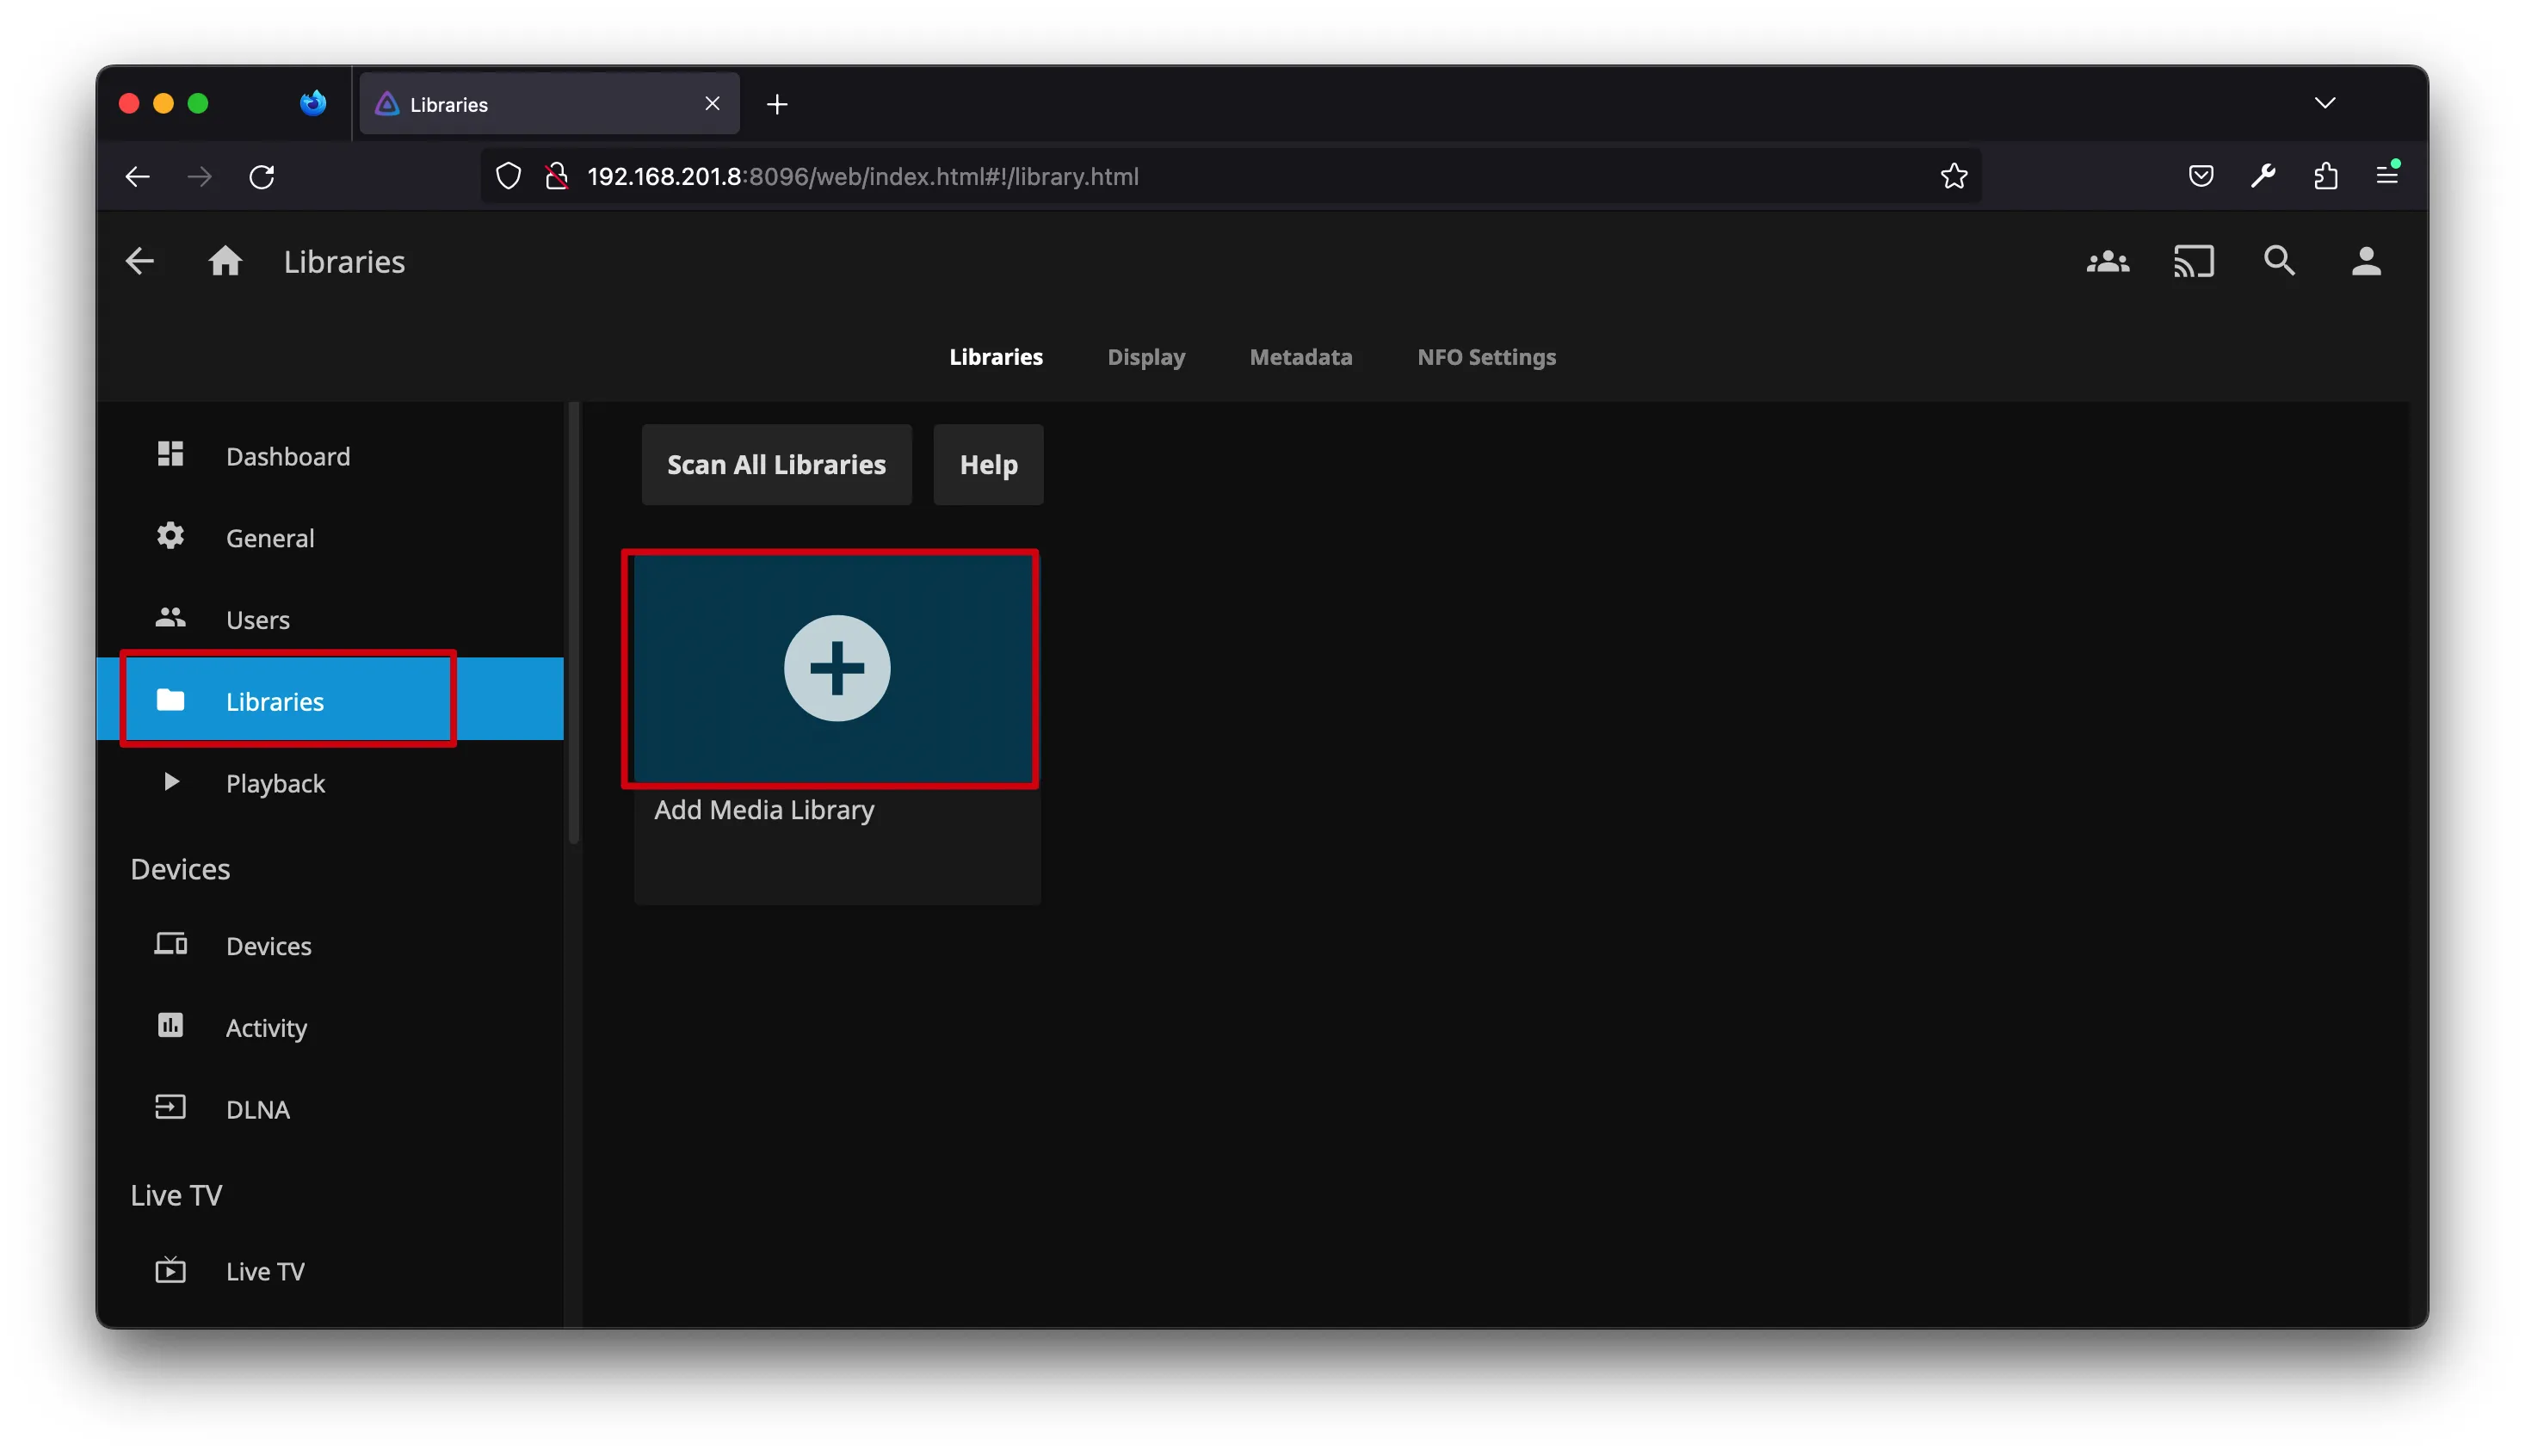 Libraries
192.168.201.8:8096/web/index.html#!/library.html
Libraries
Libraries Display Metadata NFO Settings
Dashboard
General
Users
Libraries
Playback
Devices
Devices
Activity
DLNA
Live TV
Live TV
Scan All Libraries Help
Add Media Library